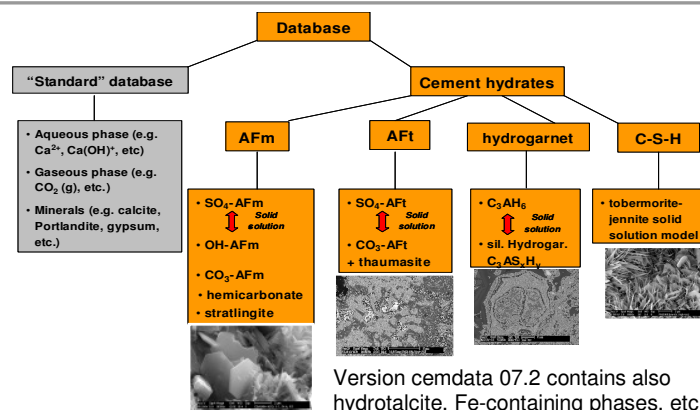 Database
“Standard” database
Cement hydrates
• Aqueous phase (e.g.
Ca2+, Ca(OH)+, etc)
• Gaseous phase (e.g.
CO2 (g), etc.)
• Minerals (e.g. calcite,
Portlandite, gypsum,
etc.)
AFm
• SO4-AFm
Solid
solution
OH-AFm
CO3-AFm
• hemicarbonate
• stratlingite
AFt
• SO4-AFt
Solid
solution
• CO3-AFt
+ thaumasite
hydrogarnet
• C3AH6
Solid
solution
• sil. Hydrogar.
C3ASxHy
C-S-H
• tobermorite-
jennite solid
solution model
Version cemdata 07.2 contains also
hydrotalcite, Fe-containing phases, etc